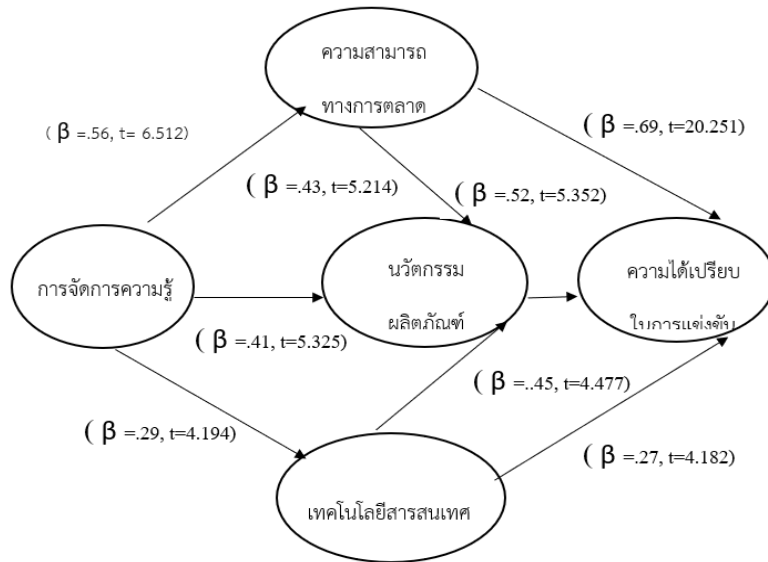 ความสามารถ
ทางการตลาด
( β =.56, t= 6.512)
( β =.69, t=20.251)
( β =.43, t=5.214)
( β =.52, t=5.352)
การจัดการความรู้
นวัตกรรม
ผลิตภัณฑ์
ความได้เปรียบ
ในการแข่งขัน
( β =.41, t=5.325)
( β =..45, t=4.477)
( β =.29, t=4.194)
( β =.27, t=4.182)
เทคโนโลยีสารสนเทศ